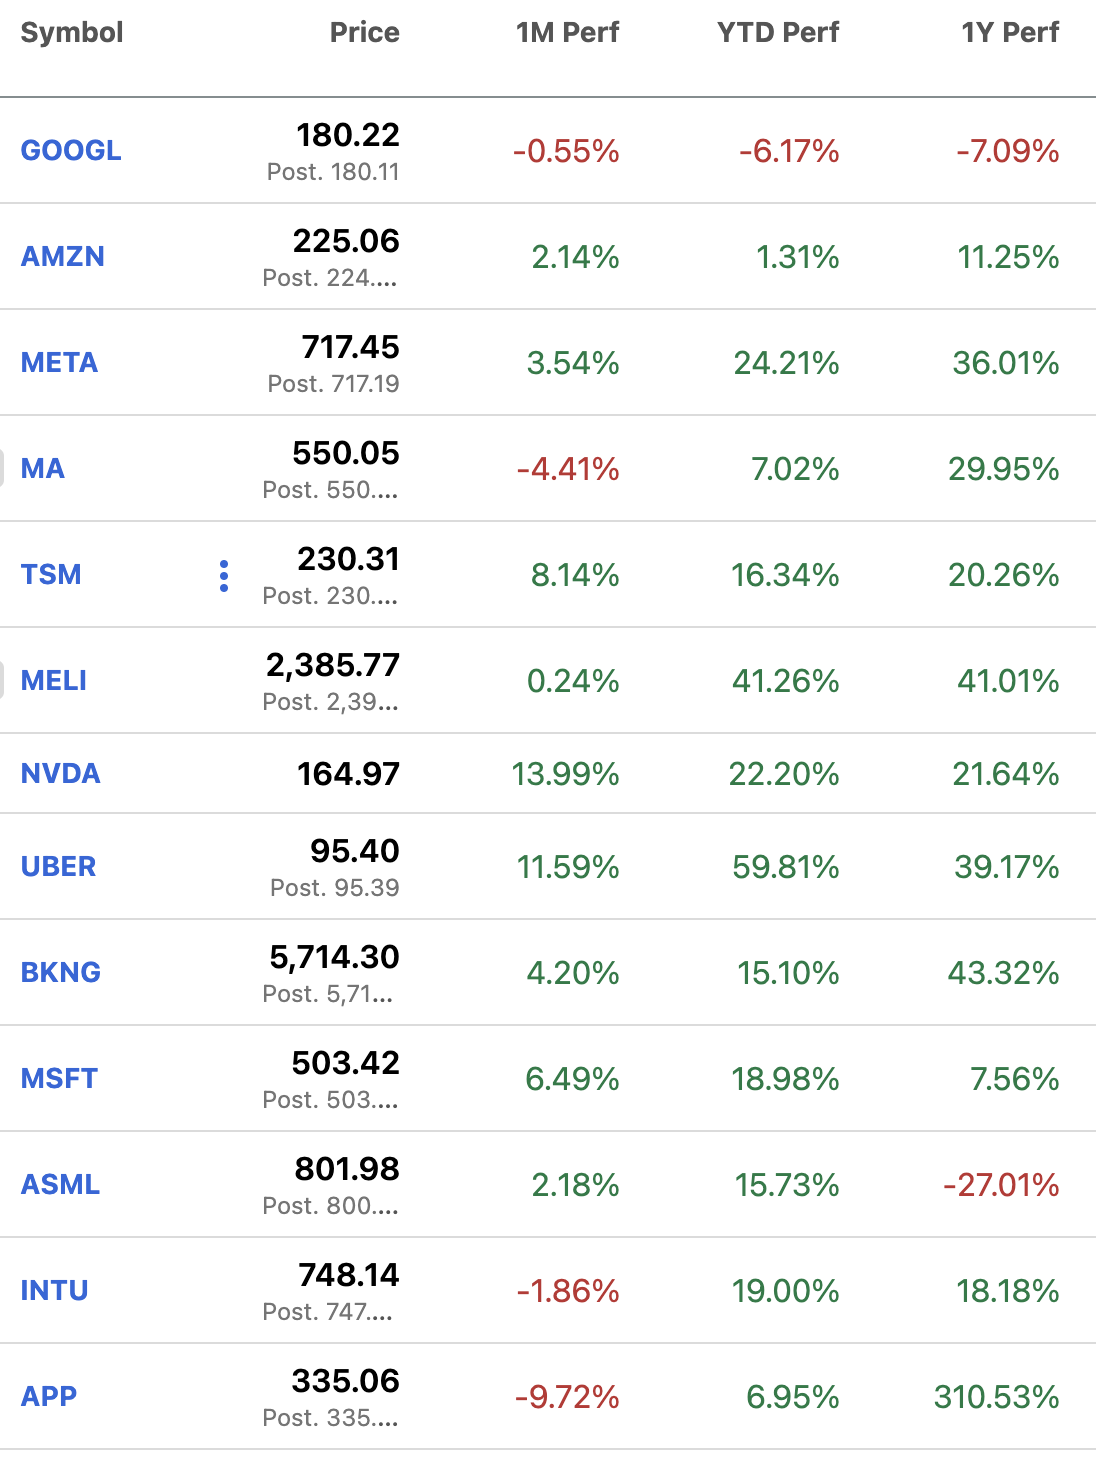 Symbol Price 1M Perf YTD Perf 1Y Perf
GOOGL 180.22 -0.55% -6.17% -7.09%
Post. 180.11
AMZN 225.06 2.14% 1.31% 11.25%
Post. 224....
META 717.45 3.54% 24.21% 36.01%
Post. 717.19
MA 550.05 -4.41% 7.02% 29.95%
Post. 550....
TSM 230.31 8.14% 16.34% 20.26%
Post. 230....
MELI 2,385.77 0.24% 41.26% 41.01%
Post. 2,39...
NVDA 164.97 13.99% 22.20% 21.64%
UBER 95.40 11.59% 59.81% 39.17%
Post. 95.39
BKNG 5,714.30 4.20% 15.10% 43.32%
Post. 5,71...
MSFT 503.42 6.49% 18.98% 7.56%
Post. 503....
ASML 801.98 2.18% 15.73% -27.01%
Post. 800....
INTU 748.14 -1.86% 19.00% 18.18%
Post. 747....
APP 335.06 -9.72% 6.95% 310.53%
Post. 335....